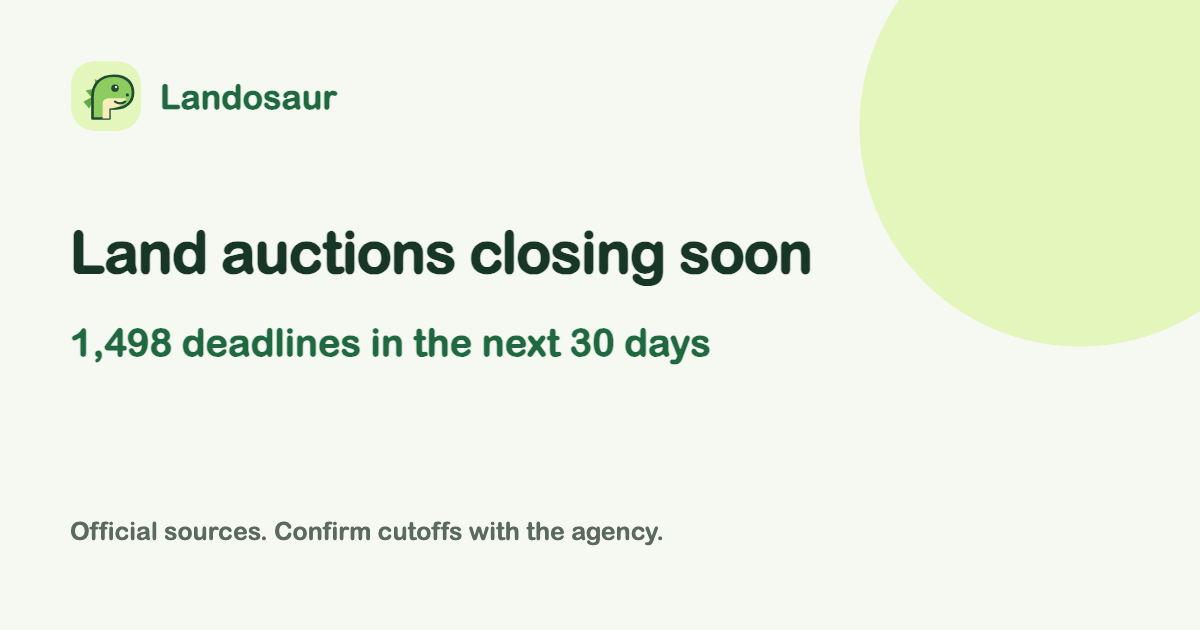 Landosaur
Land auctions closing soon
1,498 deadlines in the next 30 days
Official sources. Confirm cutoffs with the agency.